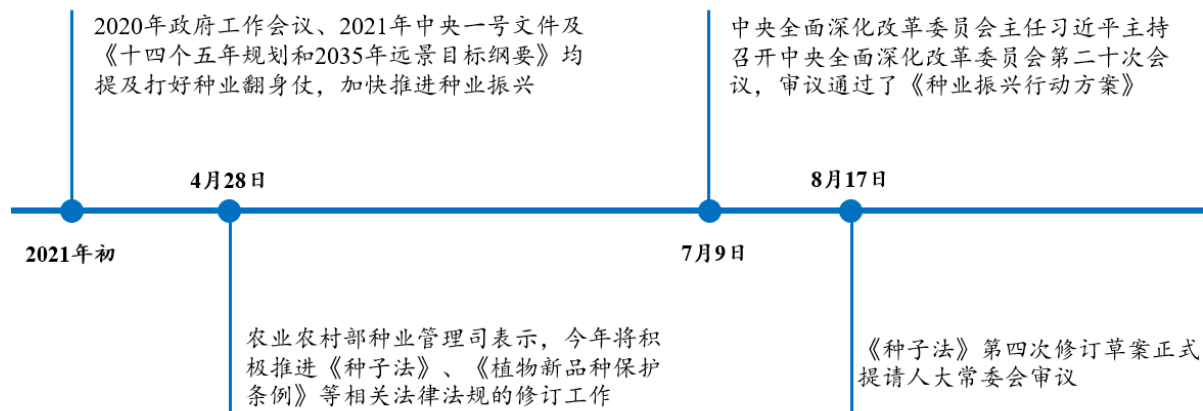 2020年政府工作会议、2021年中央一号文件及
《十四个五年规划和2035年远景目标纲要》均
提及打好种业翻身仗，加快推进种业振兴
中央全面深化改革委员会主任习近平主持
召开中央全面深化改革委员会第二十次会
议，审议通过了《种业振兴行动方案》
4月28日
8月17日
2021年初
7月9日
农业农村部种业管理司表示，今年将积
极推进《种子法》、《植物新品种保护
条例》等相关法律法规的修订工作
《种子法》第四次修订草案正式
提请人大常委会审议